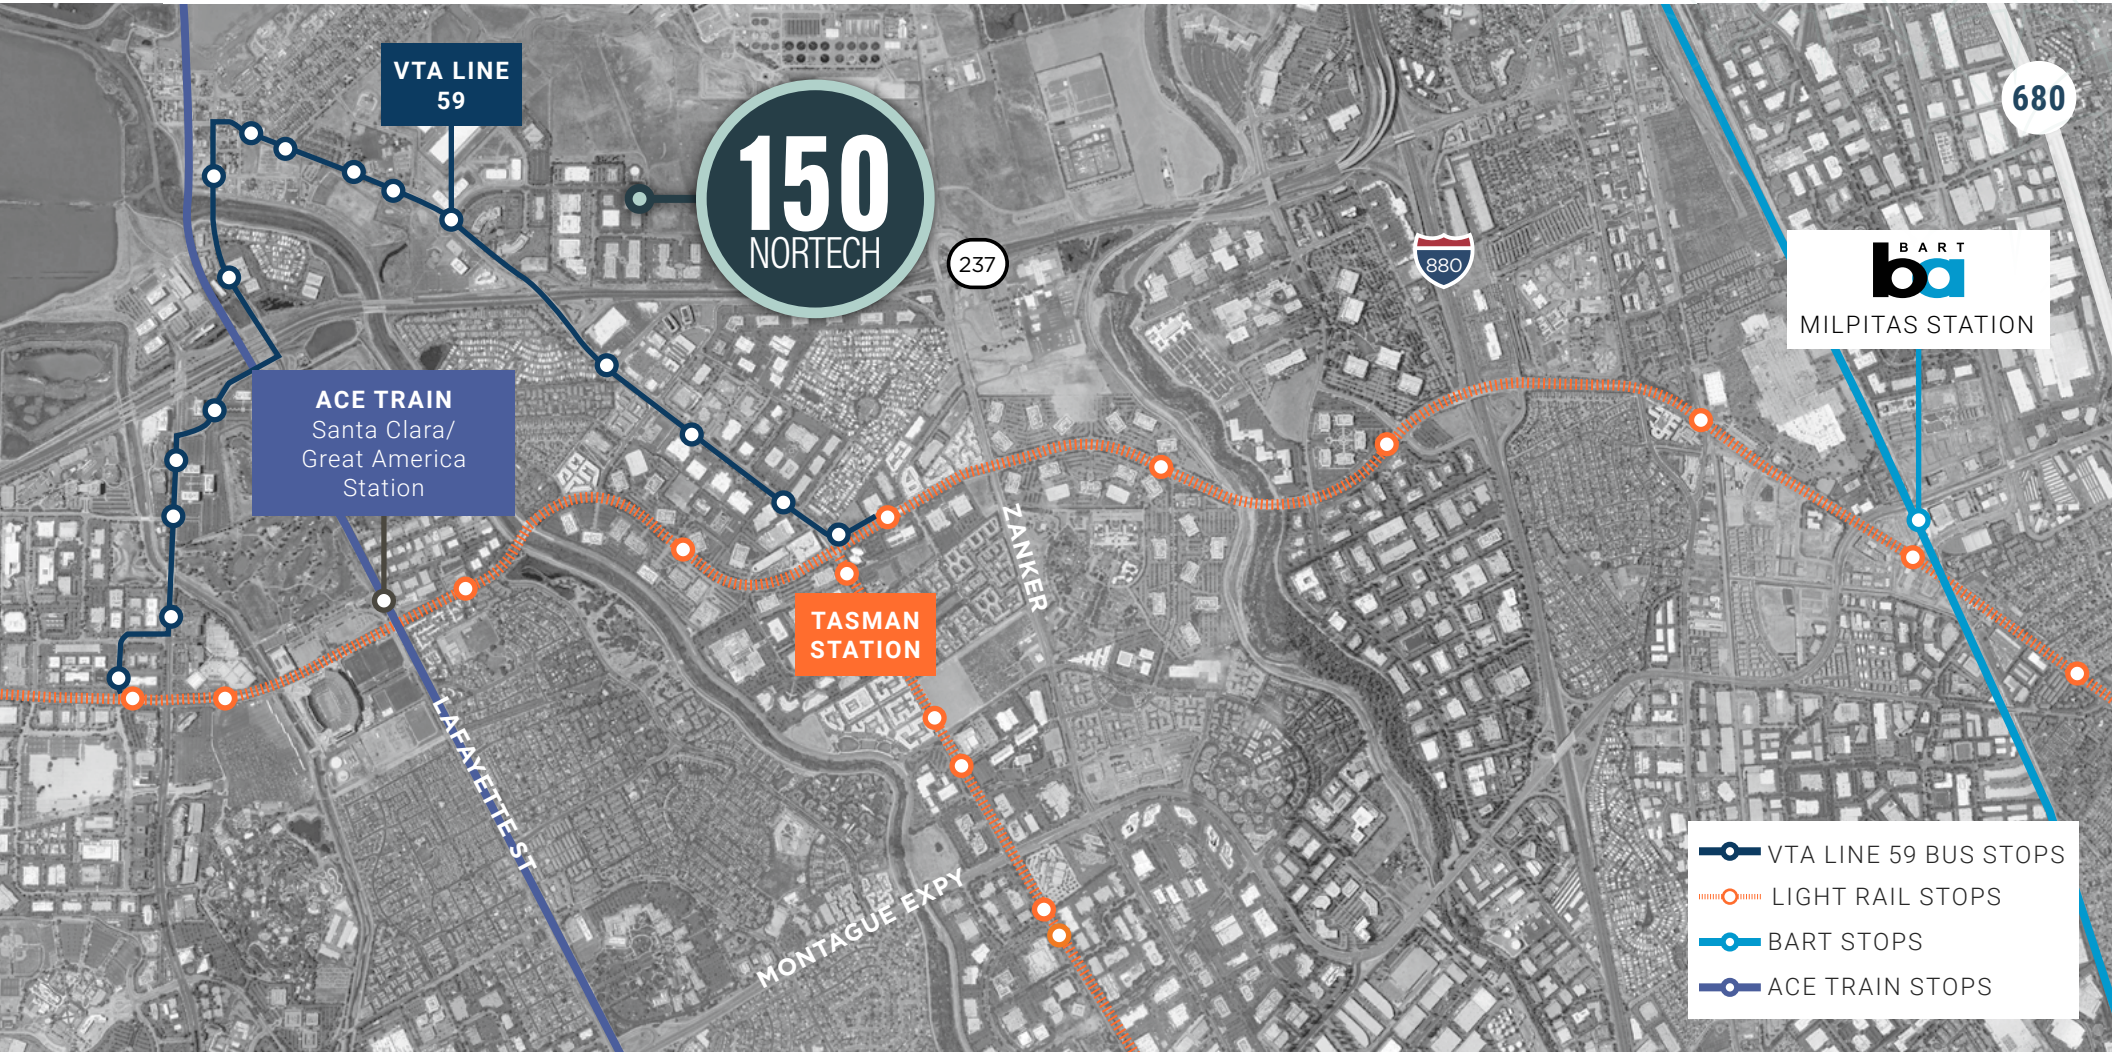 VTA LINE
59
150
NORTECH
680
237
880
BART
ba
MILPITAS STATION
ACE TRAIN
Santa Clara/
Great America
Station
ZANKER
TASMAN
STATION
LAFAYETTE ST
MONTAGUE EXPY
VTA LINE 59 BUS STOPS
LIGHT RAIL STOPS
BART STOPS
ACE TRAIN STOPS